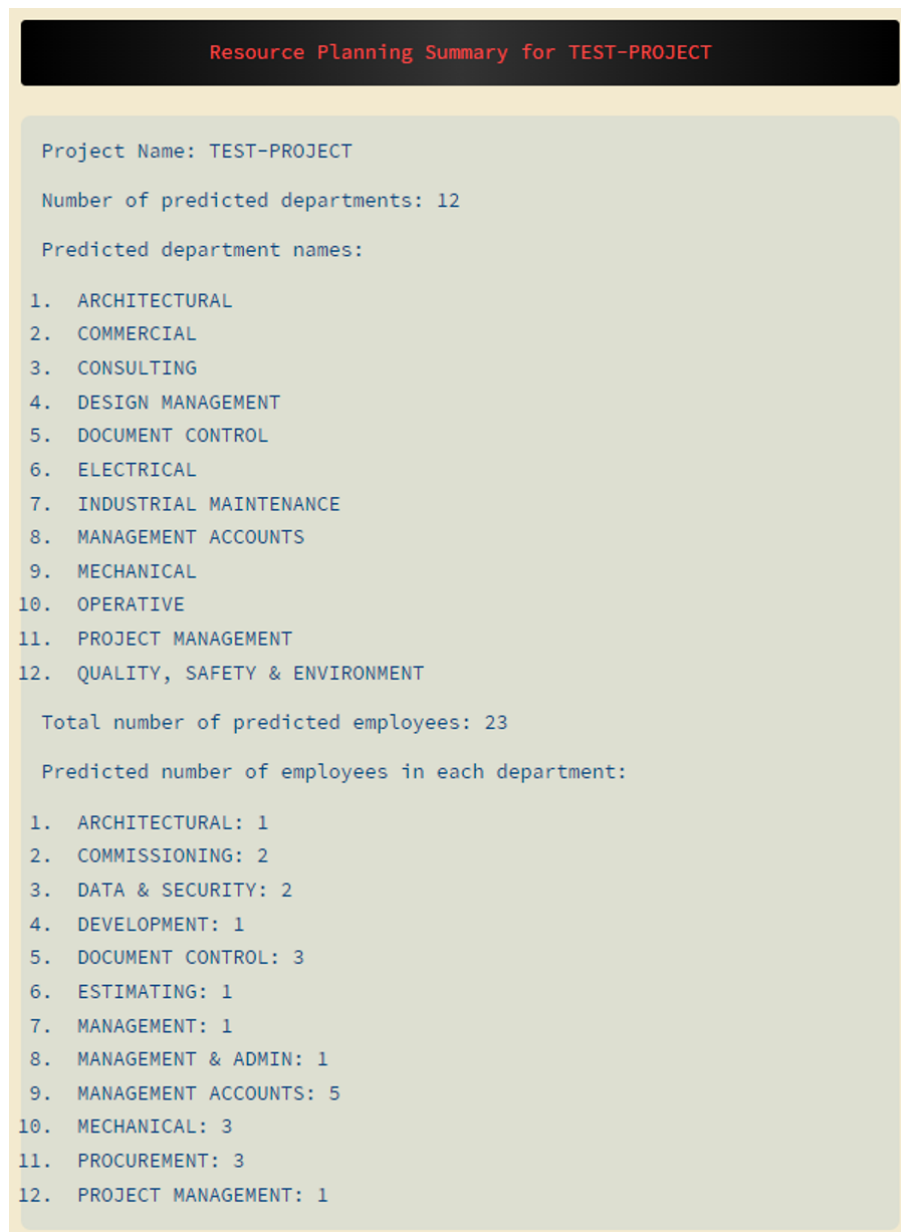 Resource Planning Summary for TEST-PROJECT
Project Name: TEST-PROJECT
Number of predicted departments: 12
Predicted department names:
1. ARCHITECTURAL
2. COMMERCIAL
3. CONSULTING
4. DESIGN MANAGEMENT
5. DOCUMENT CONTROL
6. ELECTRICAL
7. INDUSTRIAL MAINTENANCE
8. MANAGEMENT ACCOUNTS
9. MECHANICAL
10. OPERATIVE
11. PROJECT MANAGEMENT
12. QUALITY, SAFETY & ENVIRONMENT
Total number of predicted employees: 23
Predicted number of employees in each department:
1. ARCHITECTURAL: 1
2. COMMISSIONING: 2
3. DATA & SECURITY: 2
4. DEVELOPMENT: 1
5. DOCUMENT CONTROL: 3
6. ESTIMATING: 1
7. MANAGEMENT: 1
8. MANAGEMENT & ADMIN: 1
9. MANAGEMENT ACCOUNTS: 5
10. MECHANICAL: 3
11. PROCUREMENT: 3
12. PROJECT MANAGEMENT: 1